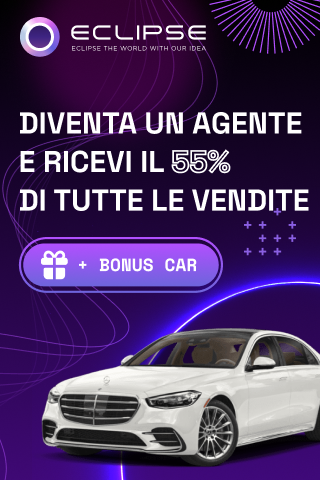 ECLIPSE
ECLIPSE THE WORLD WITH OUR IDEA
DIVENTA UN AGENTE
E RICEVI IL 55%
DI TUTTE LE VENDITE
+ BONUS CAR